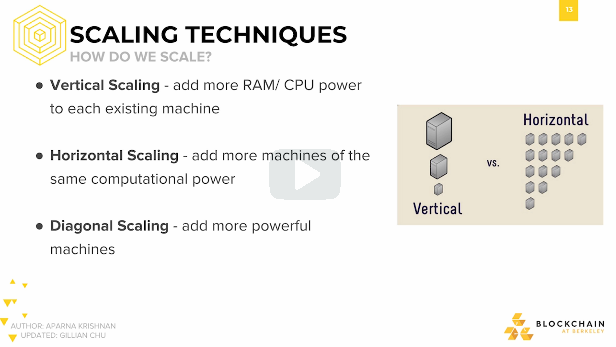 13
SCALING TECHNIQUES
HOW DO WE SCALE?
● Vertical Scaling - add more RAM/ CPU power
to each existing machine
● Horizontal Scaling - add more machines of the
same computational power
● Diagonal Scaling - add more powerful
machines
Horizontal
vs.
Vertical
AUTHOR: APARNA KRISHNAN
UPDATED: GILLIAN CHU
BLOCKCHAIN
AT BERKELEY